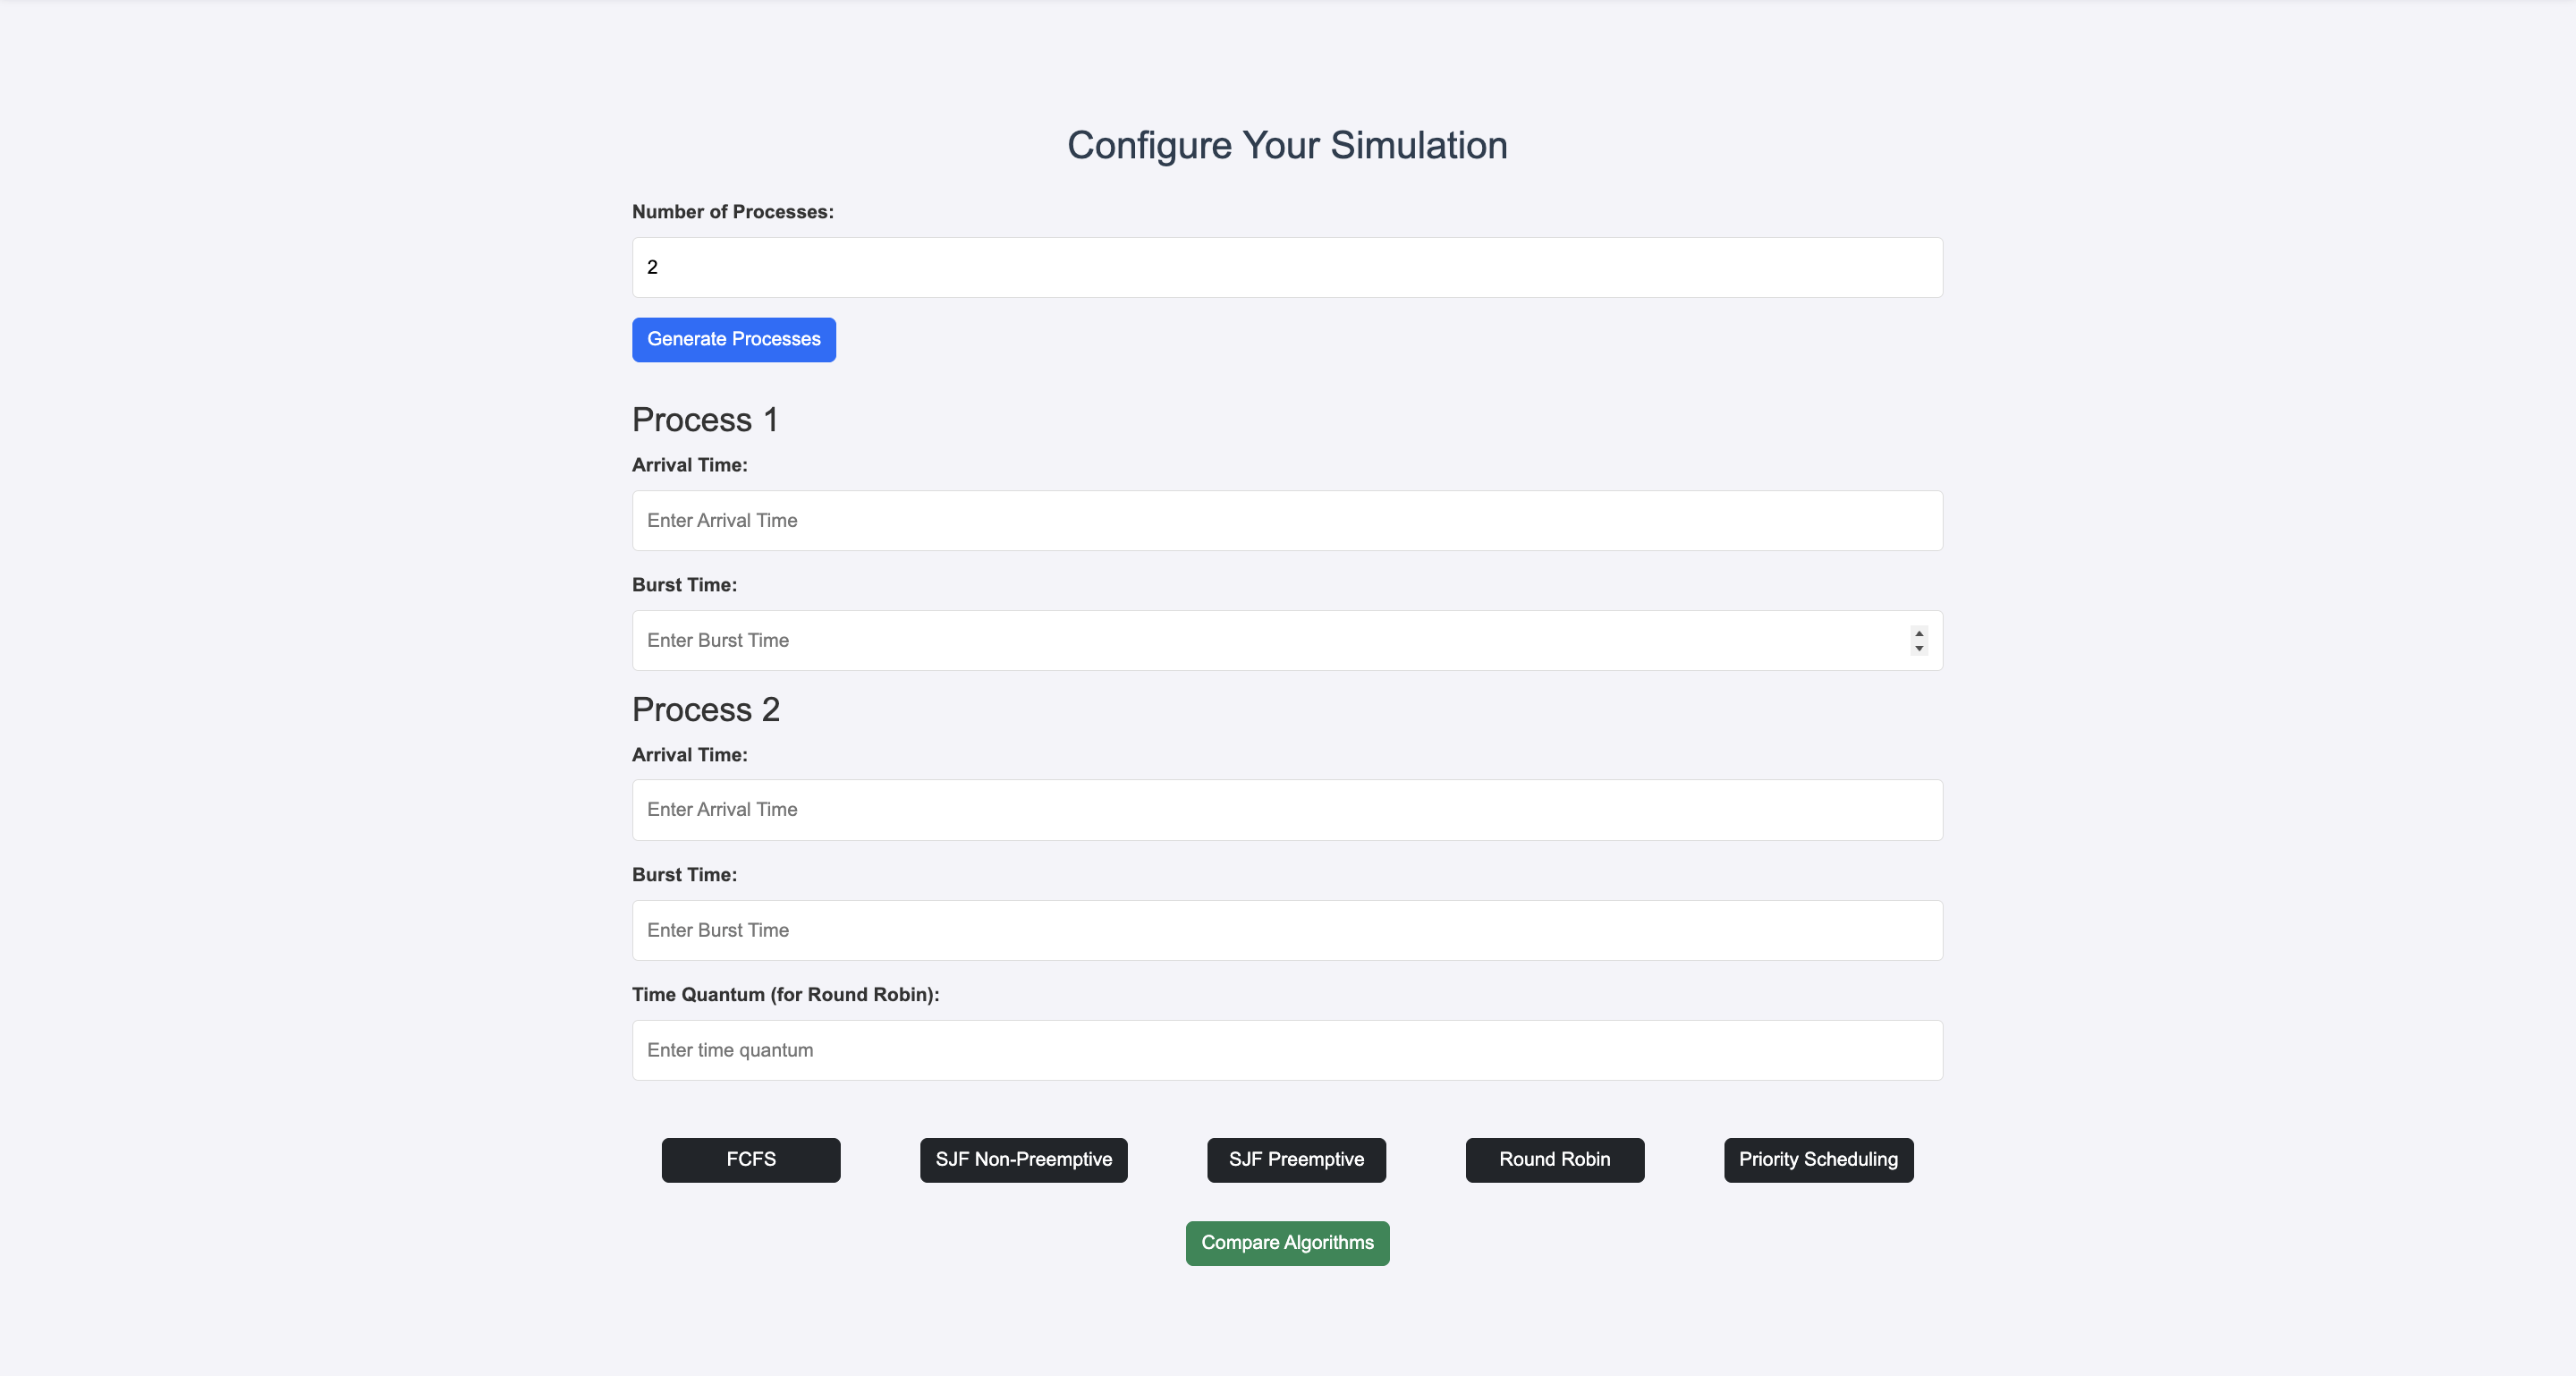 Configure Your Simulation
Number of Processes:
2
Generate Processes
Process 1
Arrival Time:
Enter Arrival Time
Burst Time:
Enter Burst Time
Process 2
Arrival Time:
Enter Arrival Time
Burst Time:
Enter Burst Time
Time Quantum (for Round Robin):
Enter time quantum
FCFS SJF Non-Preemptive SJF Preemptive Round Robin Priority Scheduling
Compare Algorithms